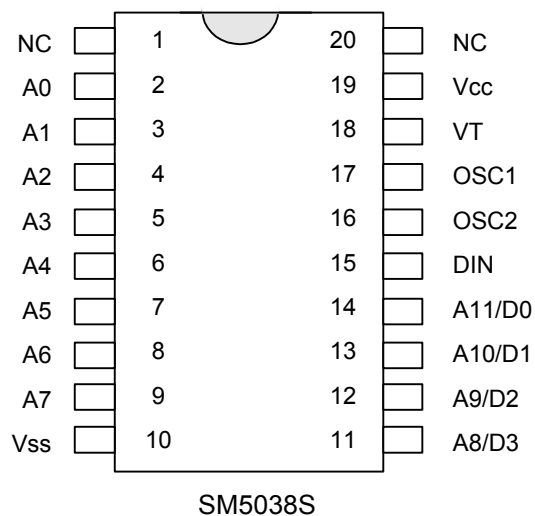 NC 1 20 NC
A0 2 19 Vcc
A1 3 18 VT
A2 4 17 OSC1
A3 5 16 OSC2
A4 6 15 DIN
A5 7 14 A11/D0
A6 8 13 A10/D1
A7 9 12 A9/D2
Vss 10 11 A8/D3
SM5038S